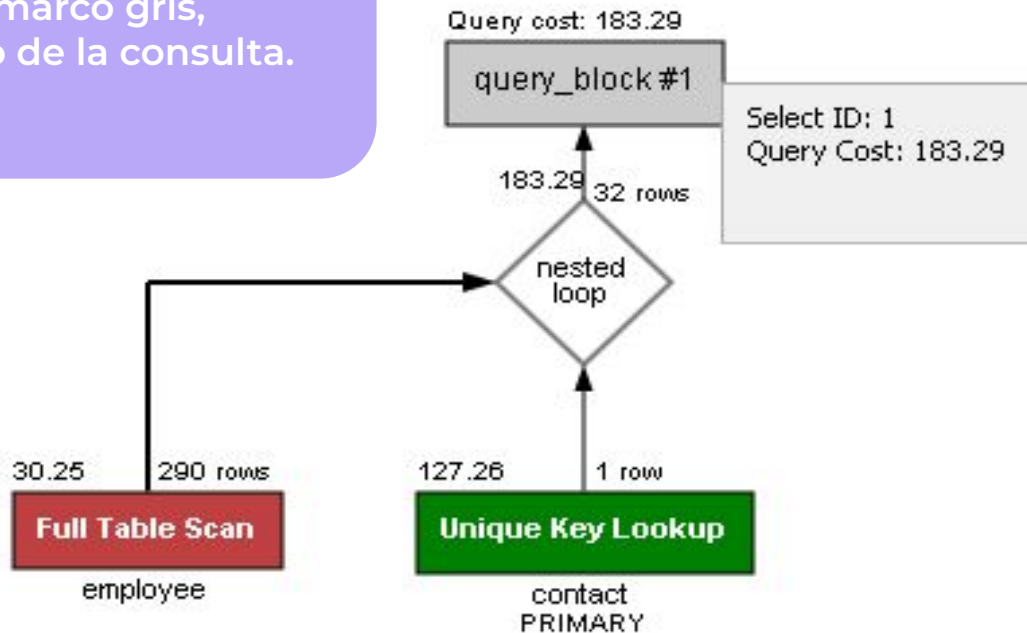 marco gris,
de la consulta.
Query cost: 183.29
query_block #1
Select ID: 1
Query Cost: 183.29
183.29
32 rows
nested
loop
30.25
290 rows
127.26
1 row
Full Table Scan
Unique Key Lookup
employee
contact
PRIMARY